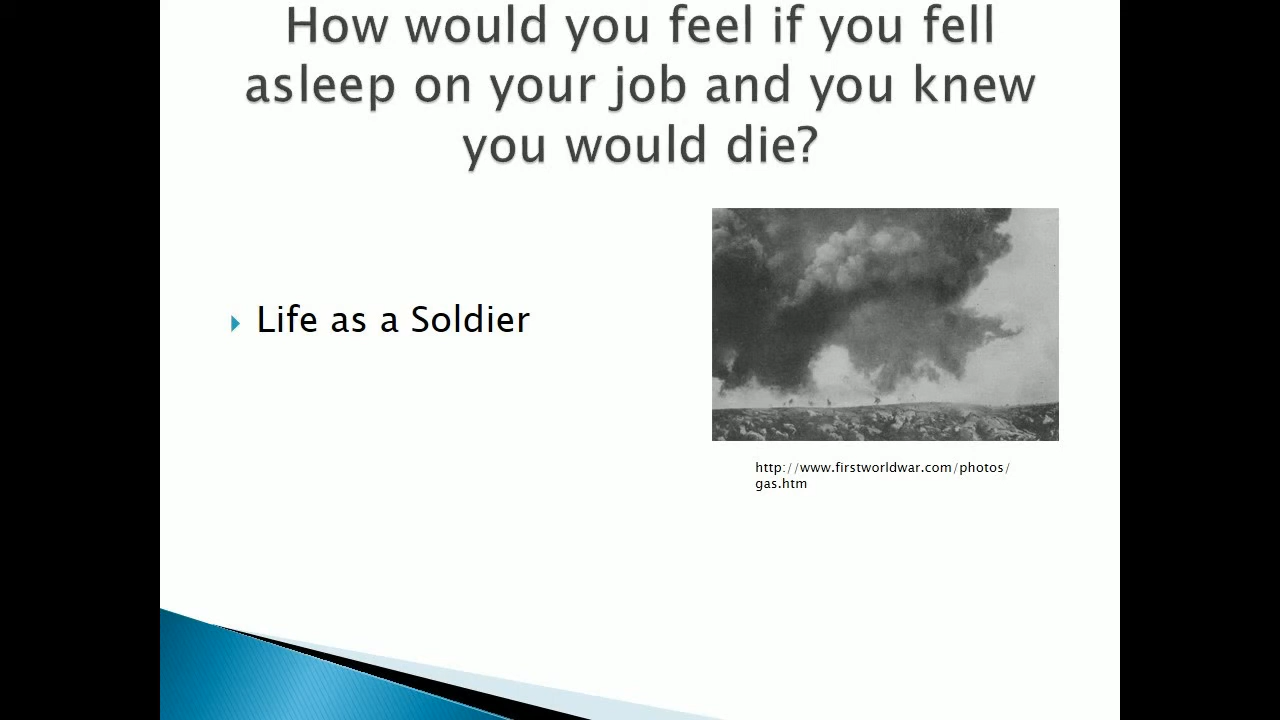 How would you feel if you fell
asleep on your job and you knew
you would die?
Life as a Soldier
http://www.firstworldwar.com/photos/
gas.htm